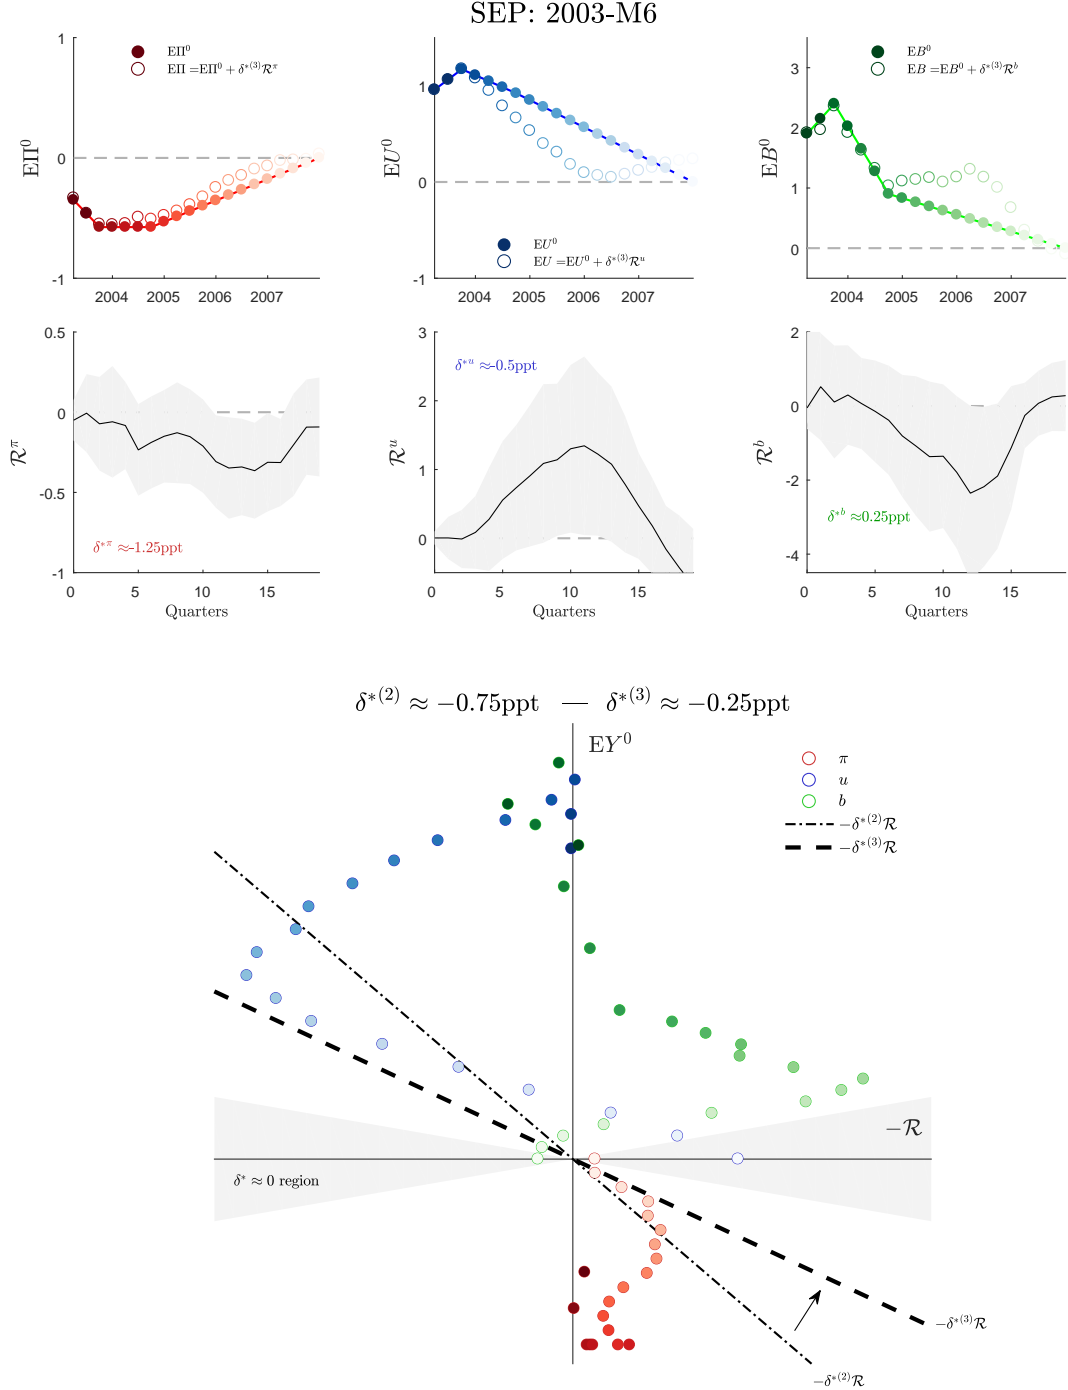 SEP: 2003-M6
EΠ⁰
EΠ =EΠ⁰ + δ*⁽³⁾ℛ^π
EΠ⁰
1
0
-1
2004 2005 2006 2007
EU⁰
1
0
-1
EU⁰
EU =EU⁰ + δ*⁽³⁾ℛ^u
2004 2005 2006 2007
EB⁰
EB =EB⁰ + δ*⁽³⁾ℛ^b
EB⁰
3
2
1
0
2004 2005 2006 2007
ℛ^π
0.5
0
-0.5
-1
δ*^π ≈-1.25ppt
0 5 10 15
Quarters
ℛ^u
3
2
1
0
δ*^u ≈-0.5ppt
0 5 10 15
Quarters
ℛ^b
2
0
-2
-4
δ*^b ≈0.25ppt
0 5 10 15
Quarters
δ*⁽²⁾ ≈ −0.75ppt — δ*⁽³⁾ ≈ −0.25ppt
EY⁰
π
u
b
−δ*⁽²⁾ℛ
−δ*⁽³⁾ℛ
−ℛ
δ* ≈ 0 region
−δ*⁽³⁾ℛ
−δ*⁽²⁾ℛ